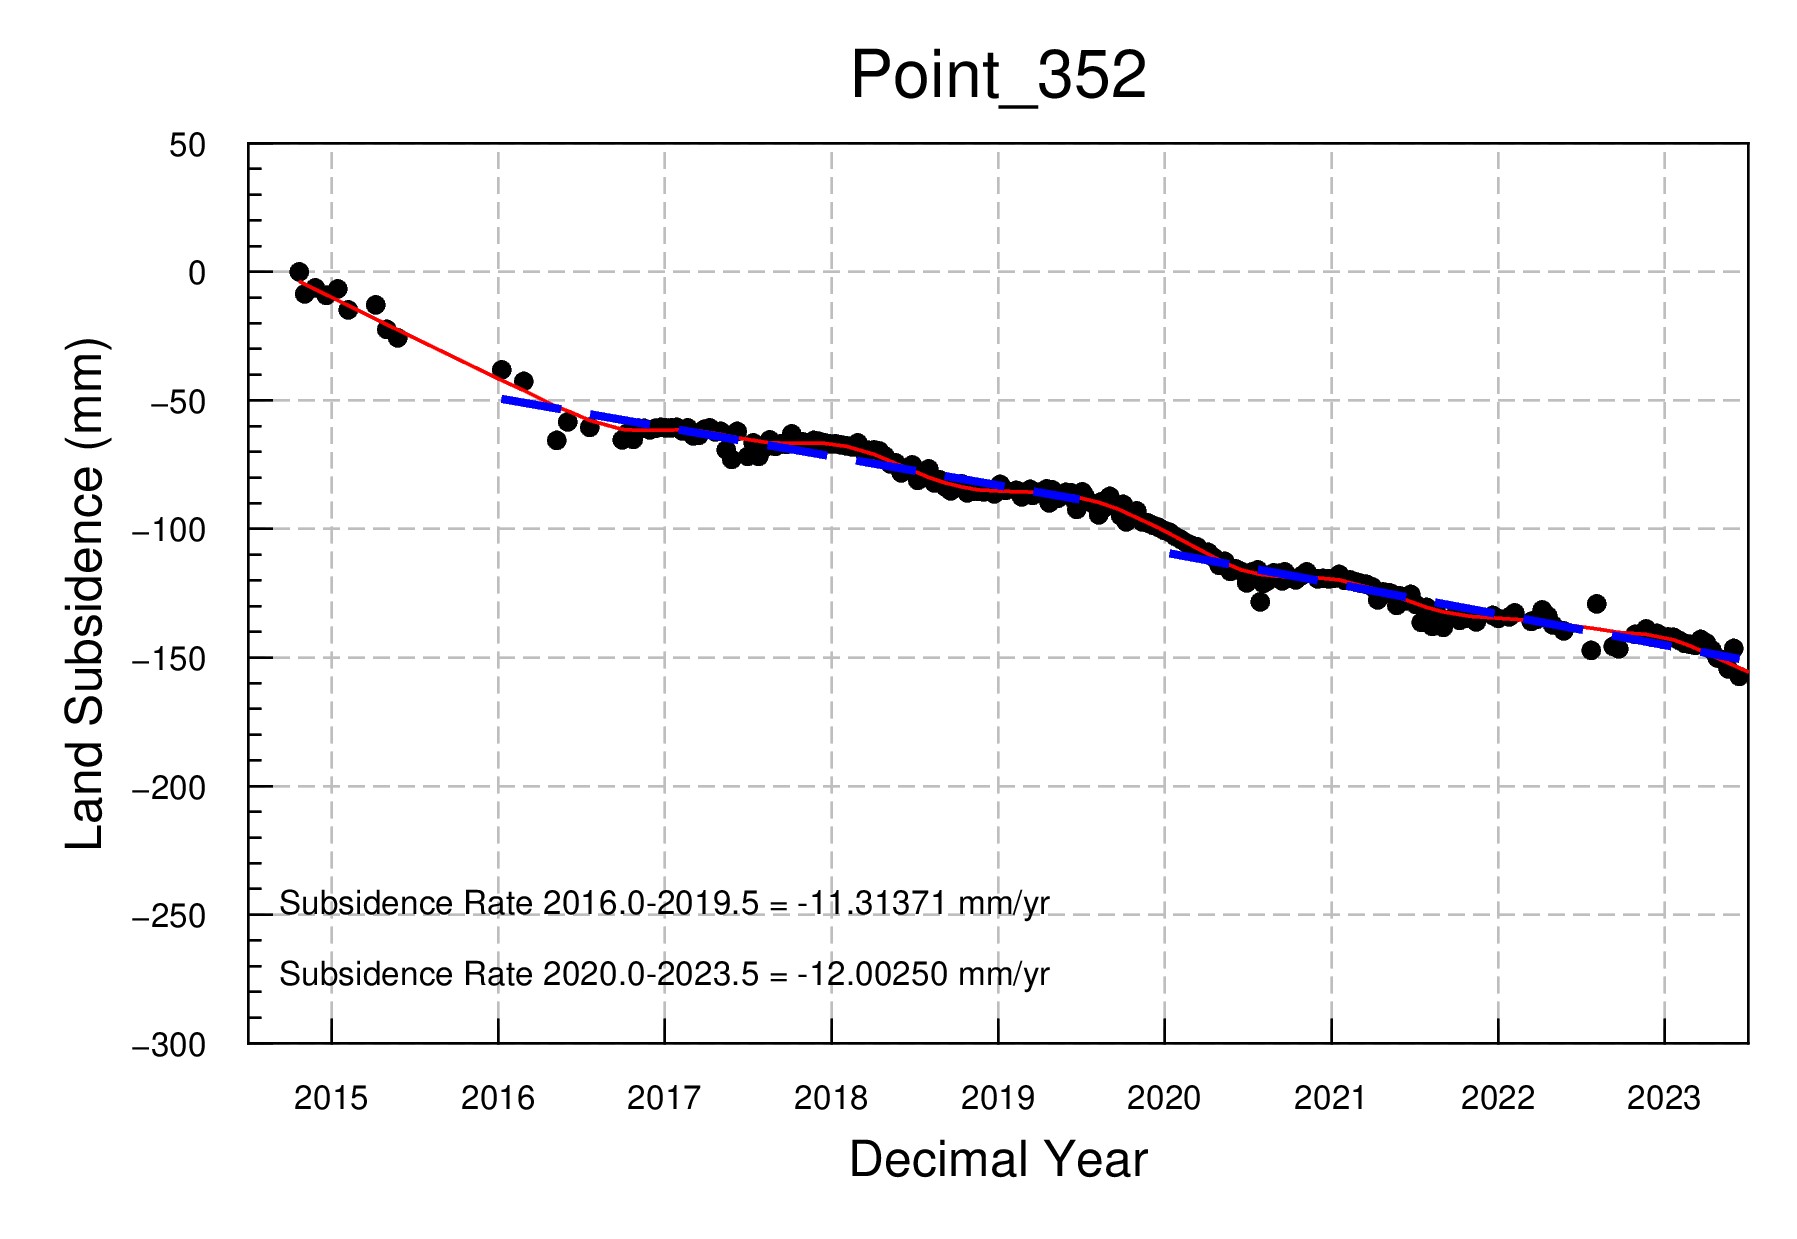 Point_352
50
0
−50
−100
−150
−200
−250
−300
Land Subsidence (mm)
Subsidence Rate 2016.0-2019.5 = -11.31371 mm/yr
Subsidence Rate 2020.0-2023.5 = -12.00250 mm/yr
2015 2016 2017 2018 2019 2020 2021 2022 2023
Decimal Year